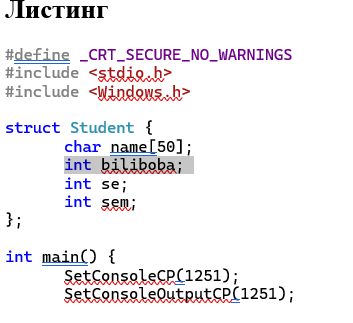 Листинг
#define _CRT_SECURE_NO_WARNINGS
#include <stdio.h>
#include <Windows.h>
struct Student {
char name[50];
int biliboba;
int se;
int sem;
};
int main() {
SetConsoleCP(1251);
SetConsoleOutputCP(1251);